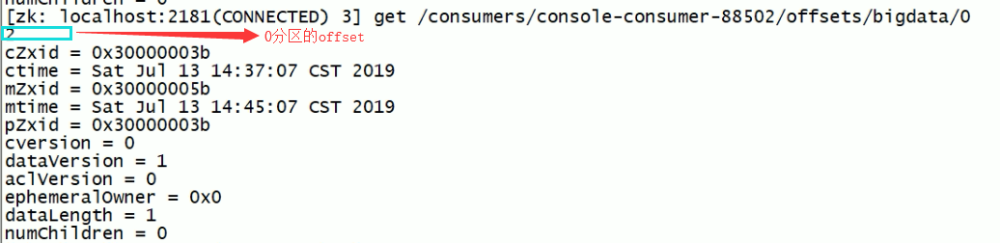 numChildren = 0
[zk: localhost:2181(CONNECTED) 3] get /consumers/console-consumer-88502/offsets/bigdata/0
2
0分区的offset
cZxid = 0x30000003b
ctime = Sat Jul 13 14:37:07 CST 2019
mZxid = 0x30000005b
mtime = Sat Jul 13 14:45:07 CST 2019
pZxid = 0x30000003b
cversion = 0
dataVersion = 1
aclVersion = 0
ephemeralOwner = 0x0
dataLength = 1
numChildren = 0